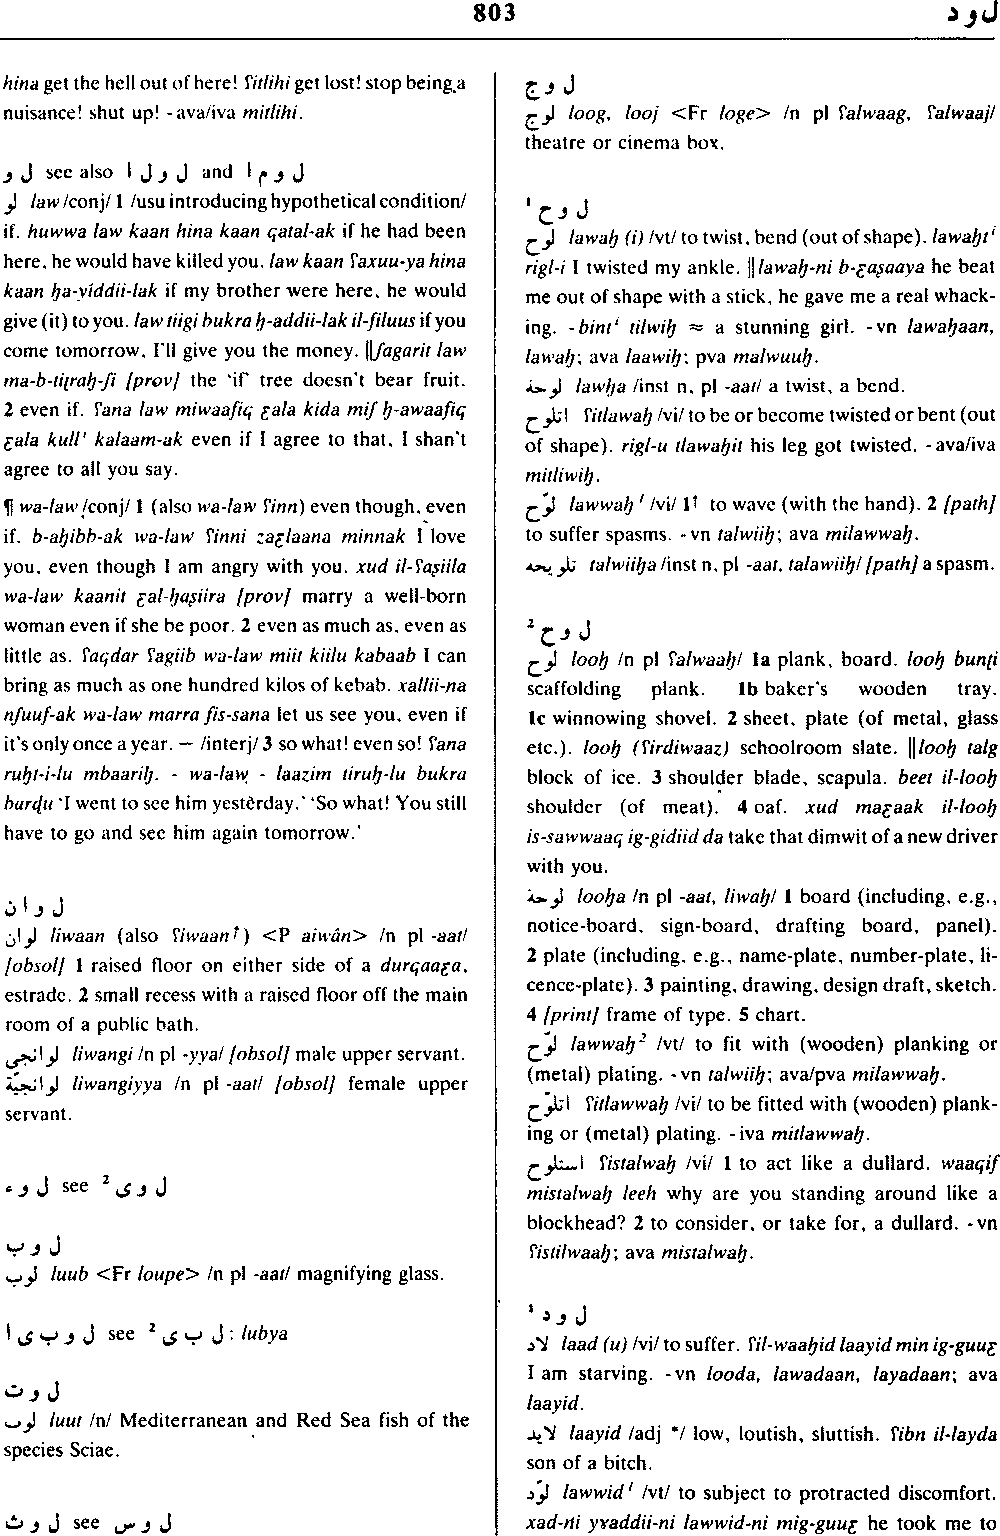 803
لود
hina get the hell out of here! ʕitlihi get lost! stop being a
nuisance! shut up! - ava/iva mitlihi.
ل و see also ل و ل ا and ل و م ا
لو law /conj/ 1 /usu introducing hypothetical condition/
if. huwwa law kaan hina kaan qatal-ak if he had been
here, he would have killed you. law kaan ʕaxuu-ya hina
kaan ḥa-yiddii-lak if my brother were here, he would
give (it) to you. law tiigi bukra ḥ-addii-lak il-filuus if you
come tomorrow, I'll give you the money. ‖ʃagarit law
ma-b-tiṭraḥ-ʃi [prov] the 'if' tree doesn't bear fruit.
2 even if. ʕana law miwaafiq ƹala kida miʃ ḥ-awaafiq
ƹala kullⁱ kalaam-ak even if I agree to that, I shan't
agree to all you say.
¶ wa-law /conj/ 1 (also wa-law ʕinn) even though, even
if. b-aḥibb-ak wa-law ʕinni zaƹlaana minnak I love
you, even though I am angry with you. xud il-ʕaṣiila
wa-law kaanit ƹal-ḥaṣiira [prov] marry a well-born
woman even if she be poor. 2 even as much as, even as
little as. ʕaqdar ʕagiib wa-law miit kiilu kabaab I can
bring as much as one hundred kilos of kebab. xallii-na
nʃuuf-ak wa-law marra fis-sana let us see you, even if
it's only once a year. — /interj/ 3 so what! even so! ʕana
ruḥt-i-lu mbaariḥ. - wa-law - laazim tiruḥ-lu bukra
barḍu 'I went to see him yesterday.' 'So what! You still
have to go and see him again tomorrow.'
ل و ا ن
لوان liwaan (also ʕiwaan↑) <P aiwân> /n pl -aat/
[obsol] 1 raised floor on either side of a durqaaƹa,
estrade. 2 small recess with a raised floor off the main
room of a public bath.
لوانجى liwangi /n pl -yya/ [obsol] male upper servant.
لوانجيّة liwangiyya /n pl -aat/ [obsol] female upper
servant.
ل و ء see ل و ى ²
ل و ب
لوب luub <Fr loupe> /n pl -aat/ magnifying glass.
ل و ب ى ا see ل ب ى ² : lubya
ل و ت
لوت luut /n/ Mediterranean and Red Sea fish of the
species Sciae.
ل و ث see ل و س
ل و ج
لوج loog, looj <Fr loge> /n pl ʕalwaag, ʕalwaaj/
theatre or cinema box.
ل و ح ¹
لوح lawaḥ (i) /vt/ to twist, bend (out of shape). lawaḥtⁱ
rigl-i I twisted my ankle. ‖lawaḥ-ni b-ƹaṣaaya he beat
me out of shape with a stick, he gave me a real whack-
ing. - bintⁱ tilwiḥ ≈ a stunning girl. - vn lawaḥaan,
lawaḥ; ava laawiḥ; pva malwuuḥ.
لوحة lawḥa /inst n, pl -aat/ a twist, a bend.
اتلوح ʕitlawaḥ /vi/ to be or become twisted or bent (out
of shape). rigl-u tlawaḥit his leg got twisted. - ava/iva
mitliwiḥ.
لوّح lawwaḥ ¹ /vi/ 1↑ to wave (with the hand). 2 [path]
to suffer spasms. - vn talwiiḥ; ava milawwaḥ.
تلويحه talwiiḥa /inst n, pl -aat, talawiiḥ/ [path] a spasm.
ل و ح ²
لوح looḥ /n pl ʕalwaaḥ/ 1a plank, board. looḥ bunṭi
scaffolding plank. 1b baker's wooden tray.
1c winnowing shovel. 2 sheet, plate (of metal, glass
etc.). looḥ (ʕirdiwaaz) schoolroom slate. ‖looḥ talg
block of ice. 3 shoulder blade, scapula. beet il-looḥ
shoulder (of meat). 4 oaf. xud maƹaak il-looḥ
is-sawwaaq ig-gidiid da take that dimwit of a new driver
with you.
لوحة looḥa /n pl -aat, liwaḥ/ 1 board (including, e.g.,
notice-board, sign-board, drafting board, panel).
2 plate (including, e.g., name-plate, number-plate, li-
cence-plate). 3 painting, drawing, design draft, sketch.
4 [print] frame of type. 5 chart.
لوّح lawwaḥ ² /vt/ to fit with (wooden) planking or
(metal) plating. - vn talwiiḥ; ava/pva milawwaḥ.
اتلوّح ʕitlawwaḥ /vi/ to be fitted with (wooden) plank-
ing or (metal) plating. - iva mitlawwaḥ.
استلوح ʕistalwaḥ /vi/ 1 to act like a dullard. waaqif
mistalwaḥ leeh why are you standing around like a
blockhead? 2 to consider, or take for, a dullard. - vn
ʕistilwaaḥ; ava mistalwaḥ.
ل و د ¹
لاد laad (u) /vi/ to suffer. ʕil-waaḥid laayid min ig-guuƹ
I am starving. - vn looda, lawadaan, layadaan; ava
laayid.
لايد laayid /adj */ low, loutish, sluttish. ʕibn il-layda
son of a bitch.
لوّد lawwid ¹ /vt/ to subject to protracted discomfort.
xad-ni yvaddii-ni lawwid-ni mig-guuƹ he took me to